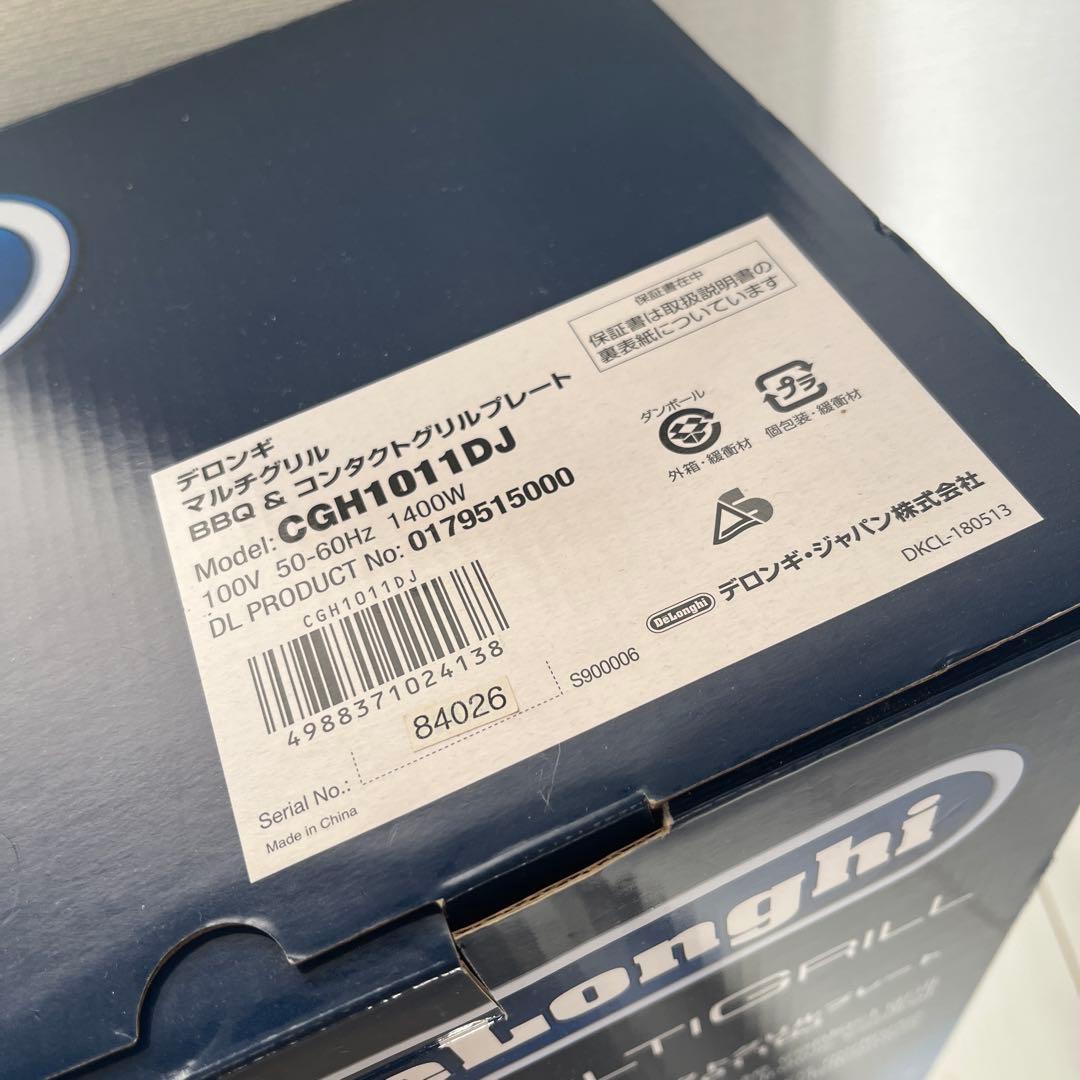 保証書在中
保証書は取扱説明書の
裏表紙についています
デロンギ
マルチグリル
BBQ & コンタクトグリルプレート
Model: CGH1011DJ
100V 50-60Hz 1400W
DL PRODUCT No: 0179515000
CGH1011DJ
4988371024138
84026
S900006
Serial No.:
Made in China
ダンボール
外箱・緩衝材
プラ
個包装・緩衝材
DeLonghi デロンギ・ジャパン株式会社
DKCL-180513
eLonghi
LTIGRILL